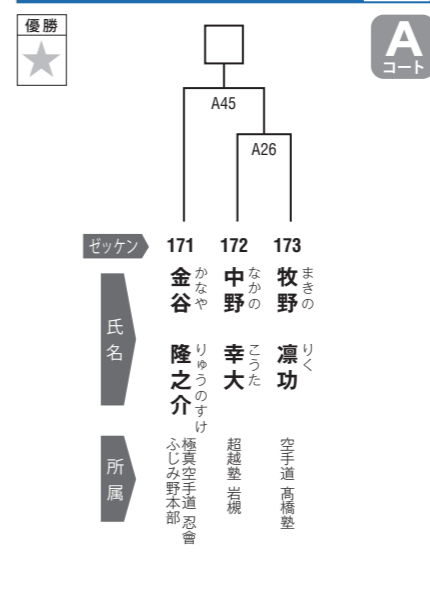 優勝
A
コート
A45
A26
ゼッケン 171 172 173
氏名
金谷 隆之介
かなや りゅうのすけ
中野 幸大
なかの こうた
牧野 凛功
まきの りく
所属
極真空手道 忍會
ふじみ野本部
超越塾 岩槻
空手道 髙橋塾